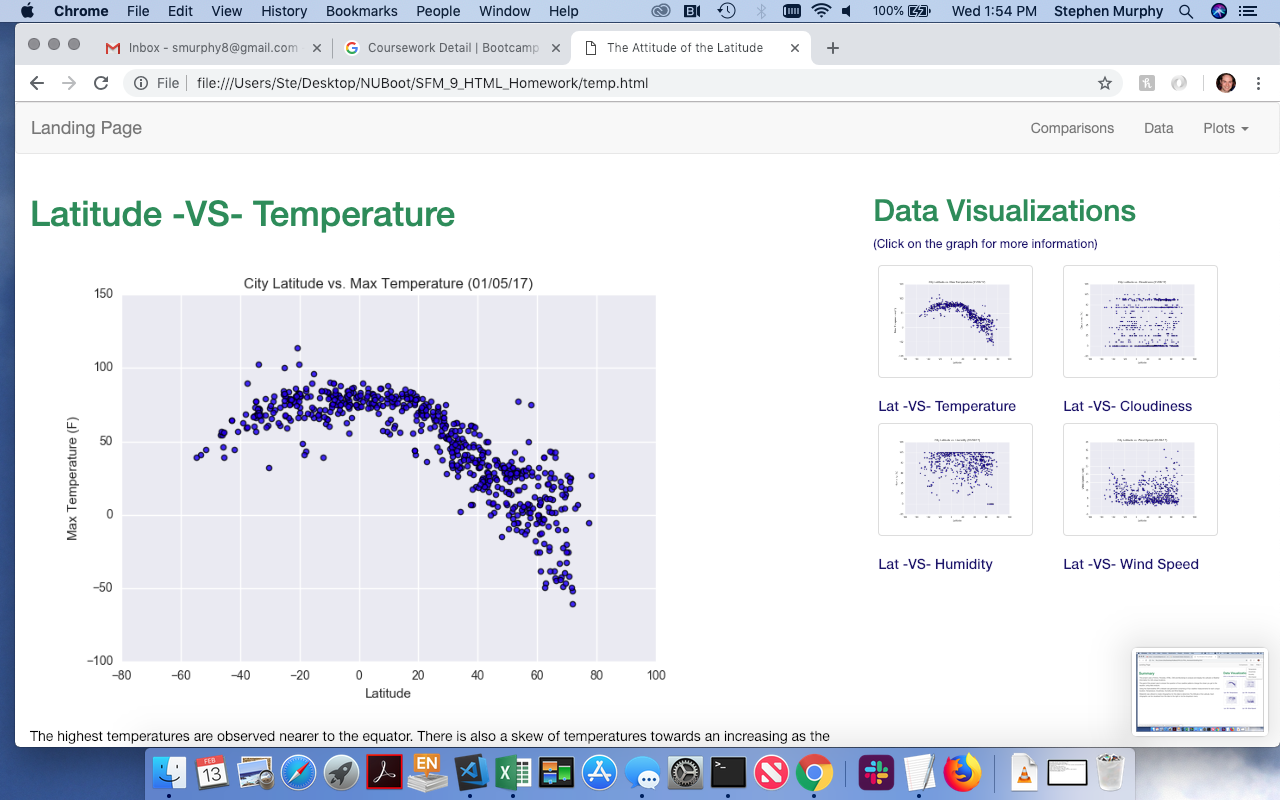 Chrome File Edit View History Bookmarks People Window Help 100% Wed 1:54 PM Stephen Murphy
Inbox - smurphy8@gmail.com
Coursework Detail | Bootcamp
The Attitude of the Latitude
File file:///Users/Ste/Desktop/NUBoot/SFM_9_HTML_Homework/temp.html
Landing Page Comparisons Data Plots
Latitude -VS- Temperature
City Latitude vs. Max Temperature (01/05/17)
Max Temperature (F)
150
100
50
0
−50
−100
−80 −60 −40 −20 0 20 40 60 80 100
Latitude
The highest temperatures are observed nearer to the equator. There is also a skew of temperatures towards an increasing as the
Data Visualizations
(Click on the graph for more information)
Lat -VS- Temperature Lat -VS- Cloudiness
Lat -VS- Humidity Lat -VS- Wind Speed
Summary
FEB
13
EN